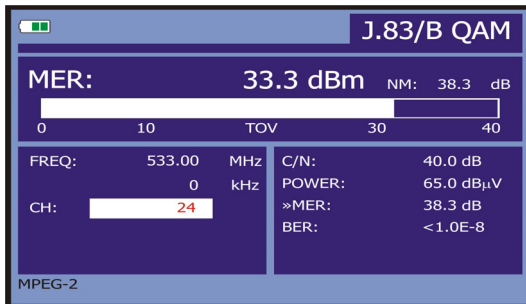 J.83/B QAM
MER: 33.3 dBm NM: 38.3 dB
0 10 TOV 30 40
FREQ: 533.00 MHz
0 kHz
CH: 24
C/N: 40.0 dB
POWER: 65.0 dBμV
»MER: 38.3 dB
BER: <1.0E-8
MPEG-2